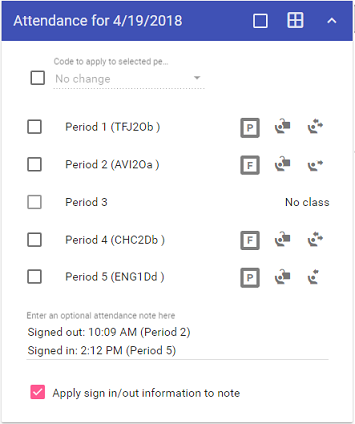 Attendance for 4/19/2018
Code to apply to selected pe...
No change
Period 1 (TFJ2Ob ) P
Period 2 (AVI2Oa ) F
Period 3 No class
Period 4 (CHC2Db ) F
Period 5 (ENG1Dd ) P
Enter an optional attendance note here
Signed out: 10:09 AM (Period 2)
Signed in: 2:12 PM (Period 5)
Apply sign in/out information to note